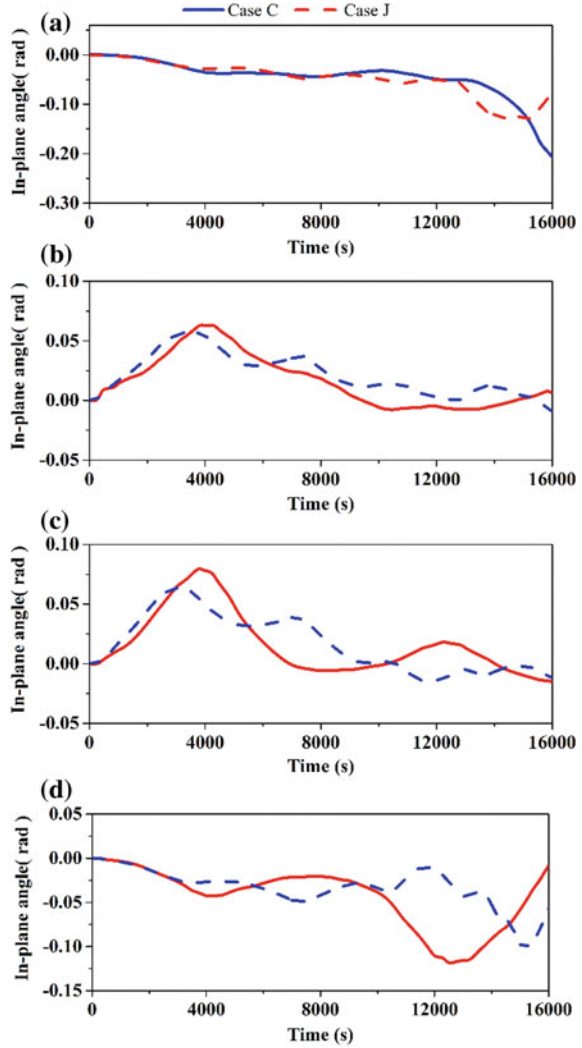 (a)
Case C Case J
0.00
-0.10
-0.20
-0.30
In-plane angle( rad )
0 4000 8000 12000 16000
Time (s)
(b)
0.10
0.05
0.00
-0.05
In-plane angle( rad )
0 4000 8000 12000 16000
Time (s)
(c)
0.10
0.05
0.00
-0.05
In-plane angle( rad )
0 4000 8000 12000 16000
Time (s)
(d)
0.05
0.00
-0.05
-0.10
-0.15
In-plane angle( rad )
0 4000 8000 12000 16000
Time (s)